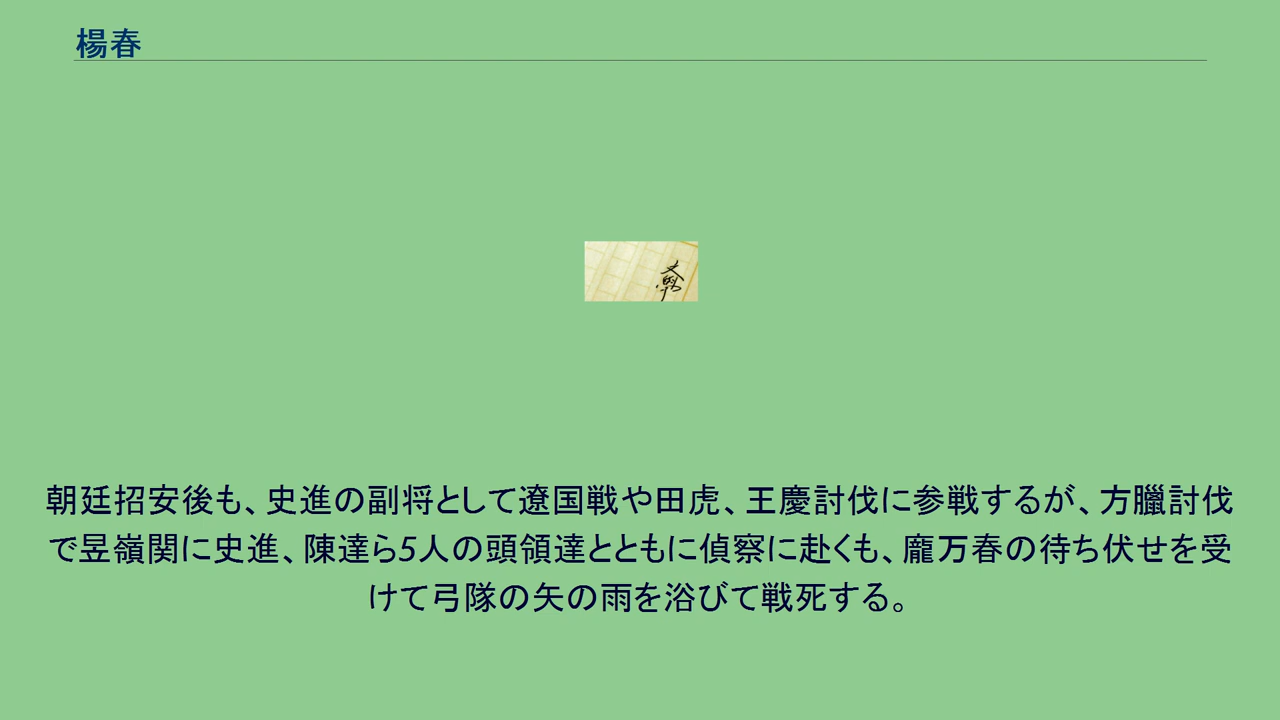 楊春
朝廷招安後も、史進の副将として遼国戦や田虎、王慶討伐に参戦するが、方臘討伐
で昱嶺関に史進、陳達ら5人の頭領達とともに偵察に赴くも、龐万春の待ち伏せを受
けて弓隊の矢の雨を浴びて戦死する。